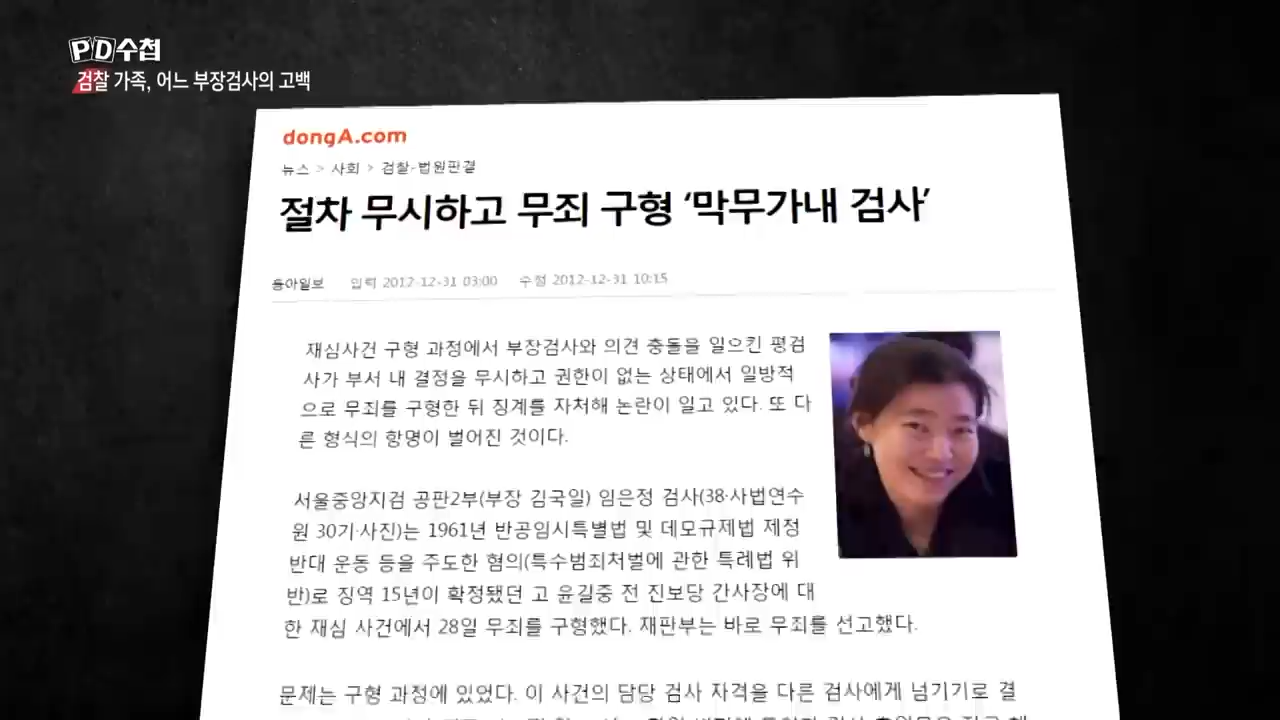 PD수첩
검찰 가족, 어느 부장검사의 고백
dongA.com
뉴스 > 사회 > 검찰-법원판결
절차 무시하고 무죄 구형 ‘막무가내 검사’
동아일보 입력 2012-12-31 03:00 수정 2012-12-31 10:15
재심사건 구형 과정에서 부장검사와 의견 충돌을 일으킨 평검
사가 부서 내 결정을 무시하고 권한이 없는 상태에서 일방적
으로 무죄를 구형한 뒤 징계를 자처해 논란이 일고 있다. 또 다
른 형식의 항명이 벌어진 것이다.
서울중앙지검 공판2부(부장 김국일) 임은정 검사(38·사법연수
원 30기·사진)는 1961년 반공임시특별법 및 데모규제법 제정
반대 운동 등을 주도한 혐의(특수범죄처벌에 관한 특례법 위
반)로 징역 15년이 확정됐던 고 윤길중 전 진보당 간사장에 대
한 재심 사건에서 28일 무죄를 구형했다. 재판부는 바로 무죄를 선고했다.
문제는 구형 과정에 있었다. 이 사건의 담당 검사 자격을 다른 검사에게 넘기기로 결